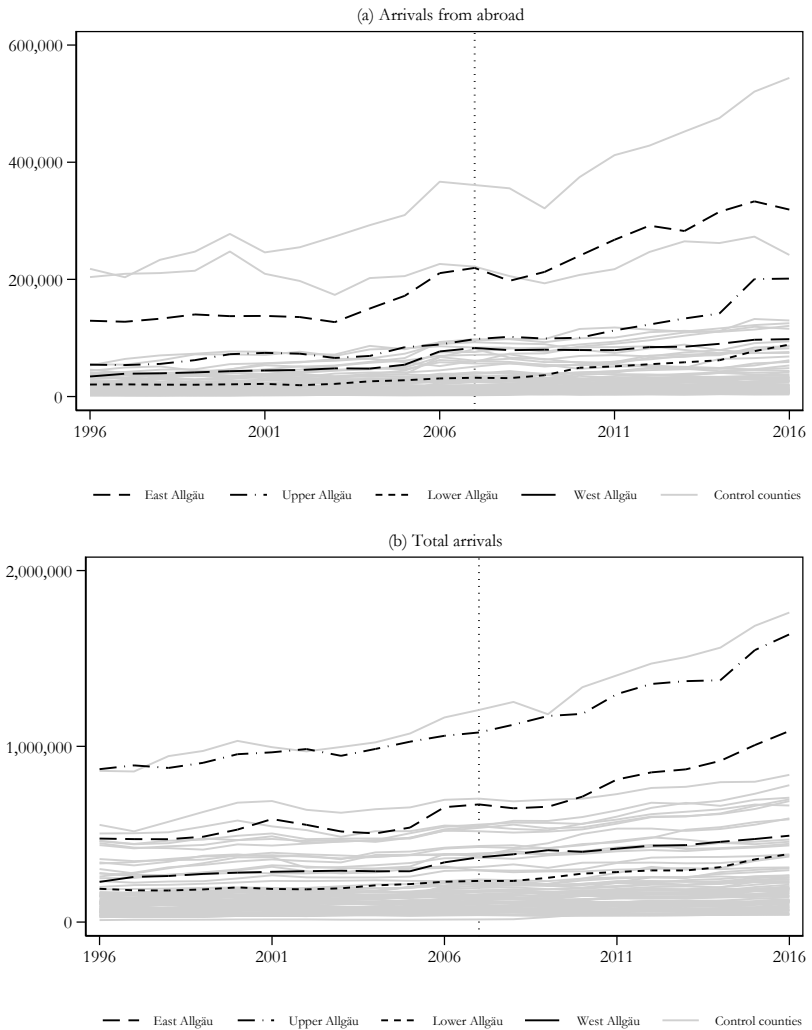 (a) Arrivals from abroad
600,000
400,000
200,000
0
1996 2001 2006 2011 2016
East Allgäu Upper Allgäu Lower Allgäu West Allgäu Control counties
(b) Total arrivals
2,000,000
1,000,000
0
1996 2001 2006 2011 2016
East Allgäu Upper Allgäu Lower Allgäu West Allgäu Control counties